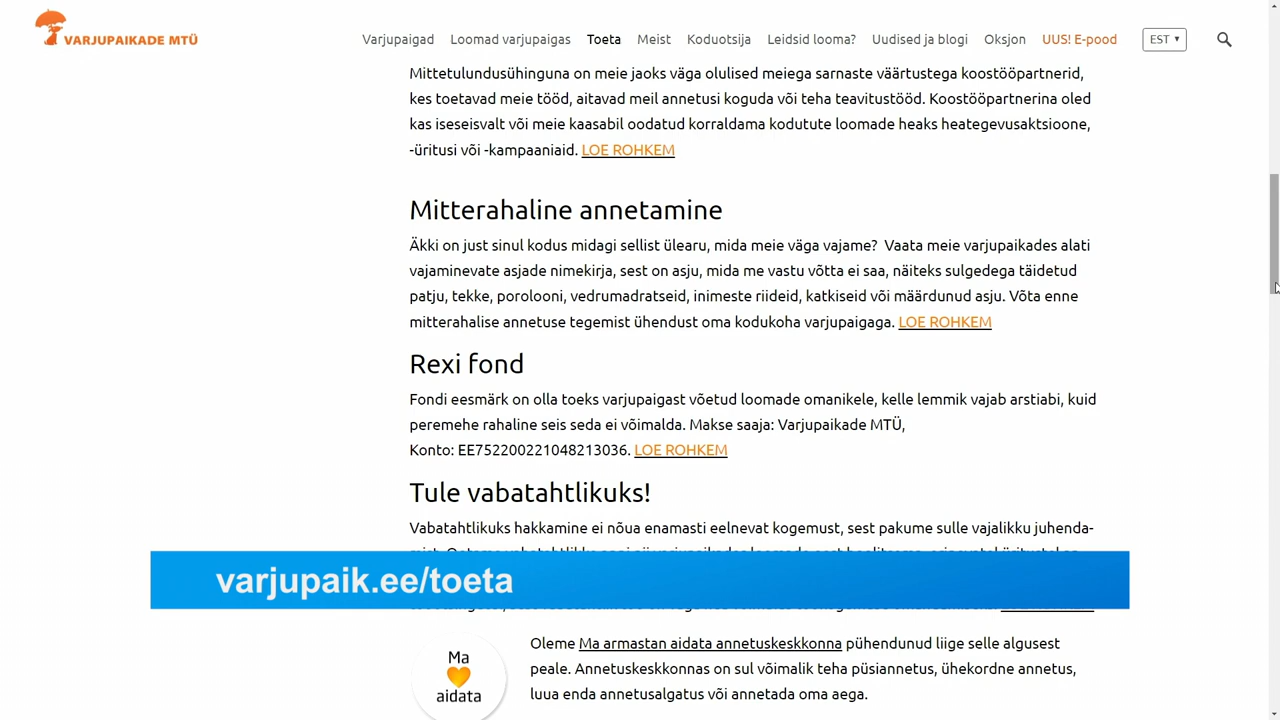 VARJUPAIKADE MTÜ
Varjupaigad Loomad varjupaigas Toeta Meist Koduotsija Leidsid looma? Uudised ja blogi Oksjon UUS! E-pood EST
Mittetulundusühinguna on meie jaoks väga olulised meiega sarnaste väärtustega koostööpartnerid,
kes toetavad meie tööd, aitavad meil annetusi koguda või teha teavitustööd. Koostööpartnerina oled
kas iseseisvalt või meie kaasabil oodatud korraldama kodutute loomade heaks heategevusaktsioone,
-üritusi või -kampaaniaid. LOE ROHKEM
Mitterahaline annetamine
Äkki on just sinul kodus midagi sellist ülearu, mida meie väga vajame? Vaata meie varjupaikades alati
vajaminevate asjade nimekirja, sest on asju, mida me vastu võtta ei saa, näiteks sulgedega täidetud
patju, tekke, porolooni, vedrumadratseid, inimeste riideid, katkiseid või määrdunud asju. Võta enne
mitterahalise annetuse tegemist ühendust oma kodukoha varjupaigaga. LOE ROHKEM
Rexi fond
Fondi eesmärk on olla toeks varjupaigast võetud loomade omanikele, kelle lemmik vajab arstiabi, kuid
peremehe rahaline seis seda ei võimalda. Makse saaja: Varjupaikade MTÜ,
Konto: EE752200221048213036. LOE ROHKEM
Tule vabatahtlikuks!
Vabatahtlikuks hakkamine ei nõua enamasti eelnevat kogemust, sest pakume sulle vajalikku juhenda-
varjupaik.ee/toeta
Ma
aidata
Oleme Ma armastan aidata annetuskeskkonna pühendunud liige selle algusest
peale. Annetuskeskkonnas on sul võimalik teha püsiannetus, ühekordne annetus,
luua enda annetusalgatus või annetada oma aega.